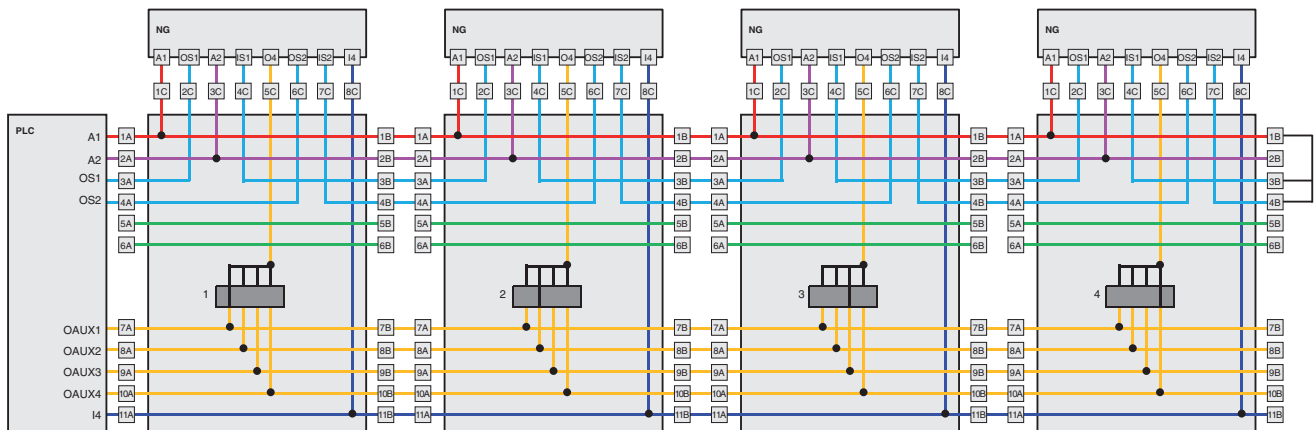 NG NG NG NG
A1 OS1 A2 IS1 O4 OS2 IS2 I4 A1 OS1 A2 IS1 O4 OS2 IS2 I4 A1 OS1 A2 IS1 O4 OS2 IS2 I4 A1 OS1 A2 IS1 O4 OS2 IS2 I4
1C 2C 3C 4C 5C 6C 7C 8C 1C 2C 3C 4C 5C 6C 7C 8C 1C 2C 3C 4C 5C 6C 7C 8C 1C 2C 3C 4C 5C 6C 7C 8C
PLC
A1 1A 1B 1A 1B 1A 1B 1A 1B
A2 2A 2B 2A 2B 2A 2B 2A 2B
OS1 3A 3B 3A 3B 3A 3B 3A 3B
OS2 4A 4B 4A 4B 4A 4B 4A 4B
5A 5B 5A 5B 5A 5B 5A 5B
6A 6B 6A 6B 6A 6B 6A 6B
1 2 3 4
OAUX1 7A 7B 7A 7B 7A 7B 7A 7B
OAUX2 8A 8B 8A 8B 8A 8B 8A 8B
OAUX3 9A 9B 9A 9B 9A 9B 9A 9B
OAUX4 10A 10B 10A 10B 10A 10B 10A 10B
I4 11A 11B 11A 11B 11A 11B 11A 11B